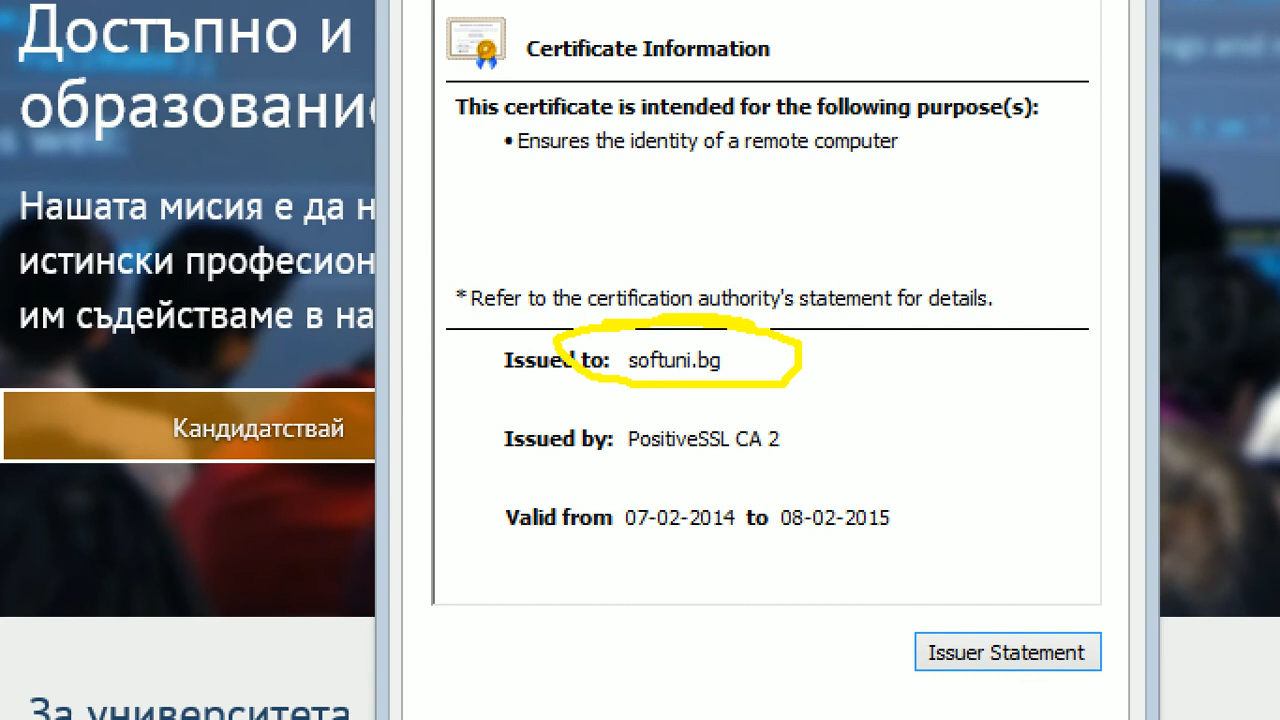 Достъпно и
образование
Нашата мисия е да н
истински професион
им съдействаме в на
Кандидатствай
За университета
Certificate Information
This certificate is intended for the following purpose(s):
• Ensures the identity of a remote computer
* Refer to the certification authority's statement for details.
Issued to: softuni.bg
Issued by: PositiveSSL CA 2
Valid from 07-02-2014 to 08-02-2015
Issuer Statement